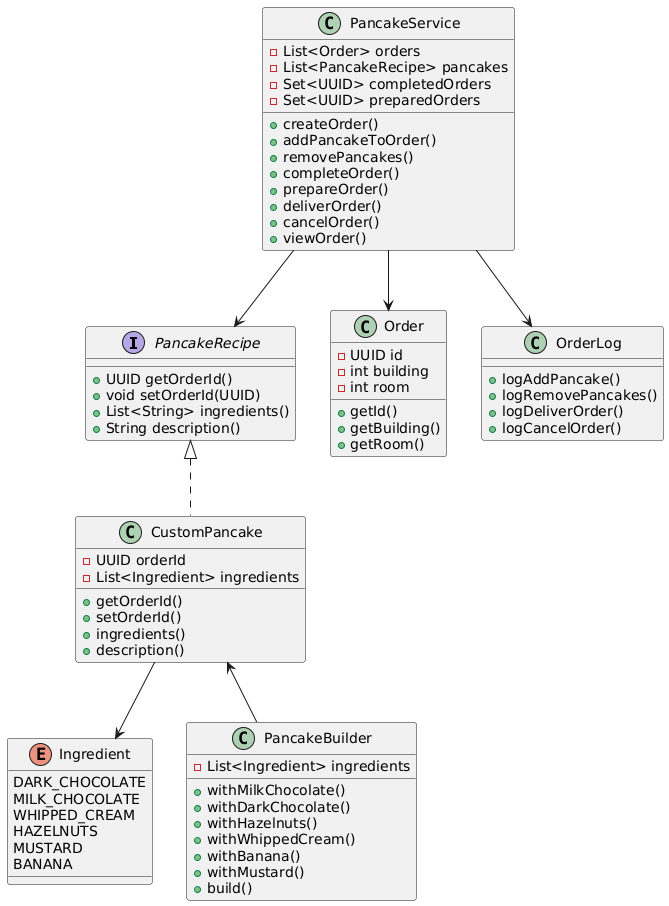 C PancakeService
List<Order> orders
List<PancakeRecipe> pancakes
Set<UUID> completedOrders
Set<UUID> preparedOrders
createOrder()
addPancakeToOrder()
removePancakes()
completeOrder()
prepareOrder()
deliverOrder()
cancelOrder()
viewOrder()
I PancakeRecipe
UUID getOrderId()
void setOrderId(UUID)
List<String> ingredients()
String description()
C Order
UUID id
int building
int room
getId()
getBuilding()
getRoom()
C OrderLog
logAddPancake()
logRemovePancakes()
logDeliverOrder()
logCancelOrder()
C CustomPancake
UUID orderId
List<Ingredient> ingredients
getOrderId()
setOrderId()
ingredients()
description()
E Ingredient
DARK_CHOCOLATE
MILK_CHOCOLATE
WHIPPED_CREAM
HAZELNUTS
MUSTARD
BANANA
C PancakeBuilder
List<Ingredient> ingredients
withMilkChocolate()
withDarkChocolate()
withHazelnuts()
withWhippedCream()
withBanana()
withMustard()
build()